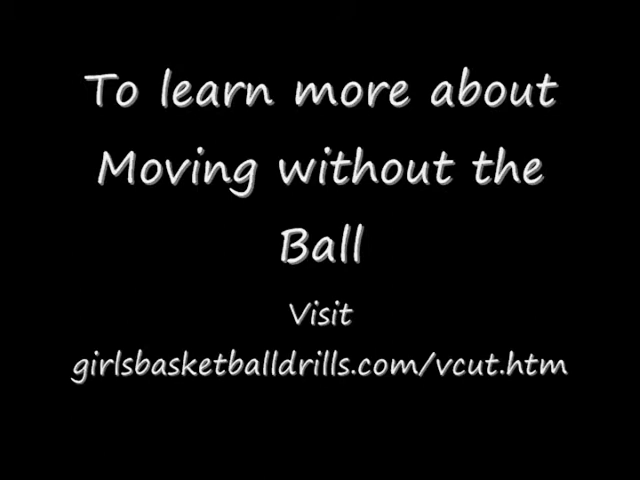 To learn more about
Moving without the
Ball
Visit
girlsbasketballdrills.com/vcut.htm